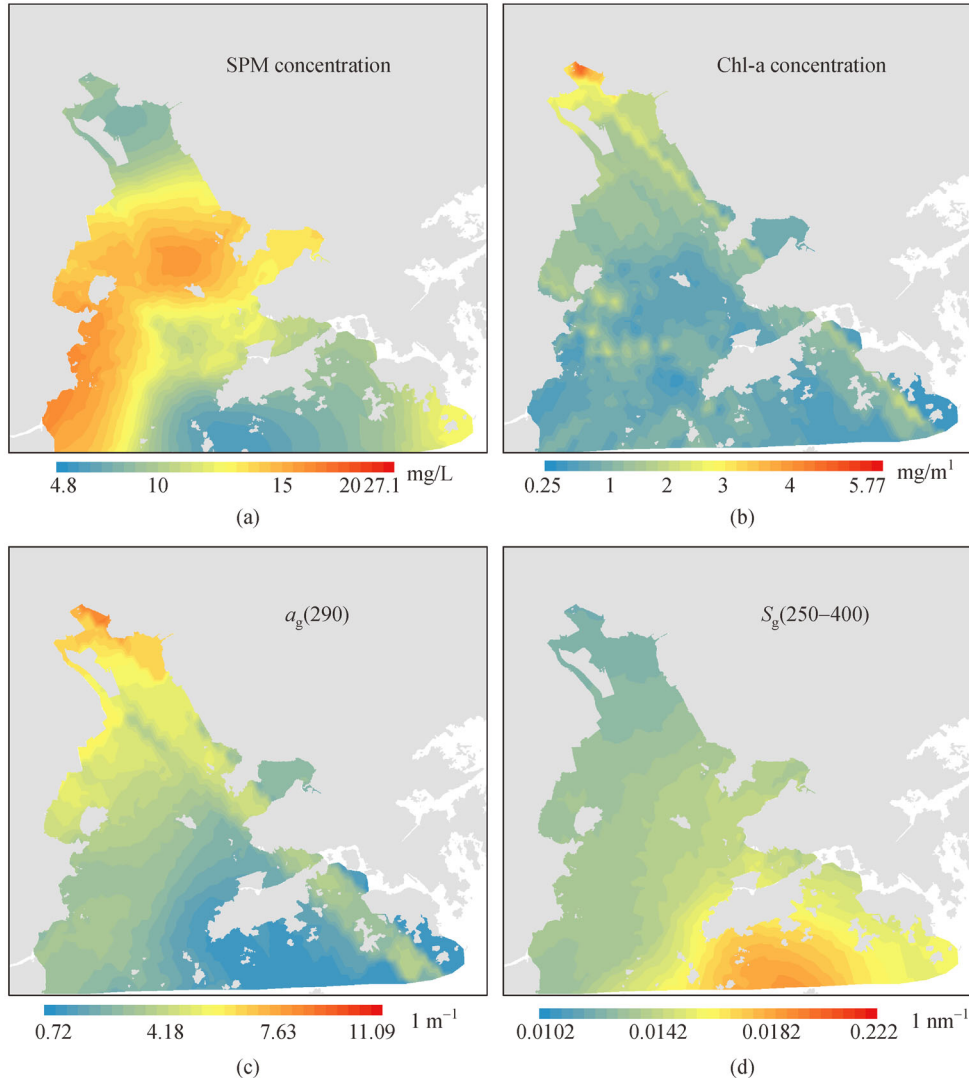 SPM concentration
4.8 10 15 20 27.1 mg/L
(a)
Chl-a concentration
0.25 1 2 3 4 5.77 mg/m¹
(b)
a_g(290)
0.72 4.18 7.63 11.09 1 m⁻¹
(c)
S_g(250–400)
0.0102 0.0142 0.0182 0.222 1 nm⁻¹
(d)